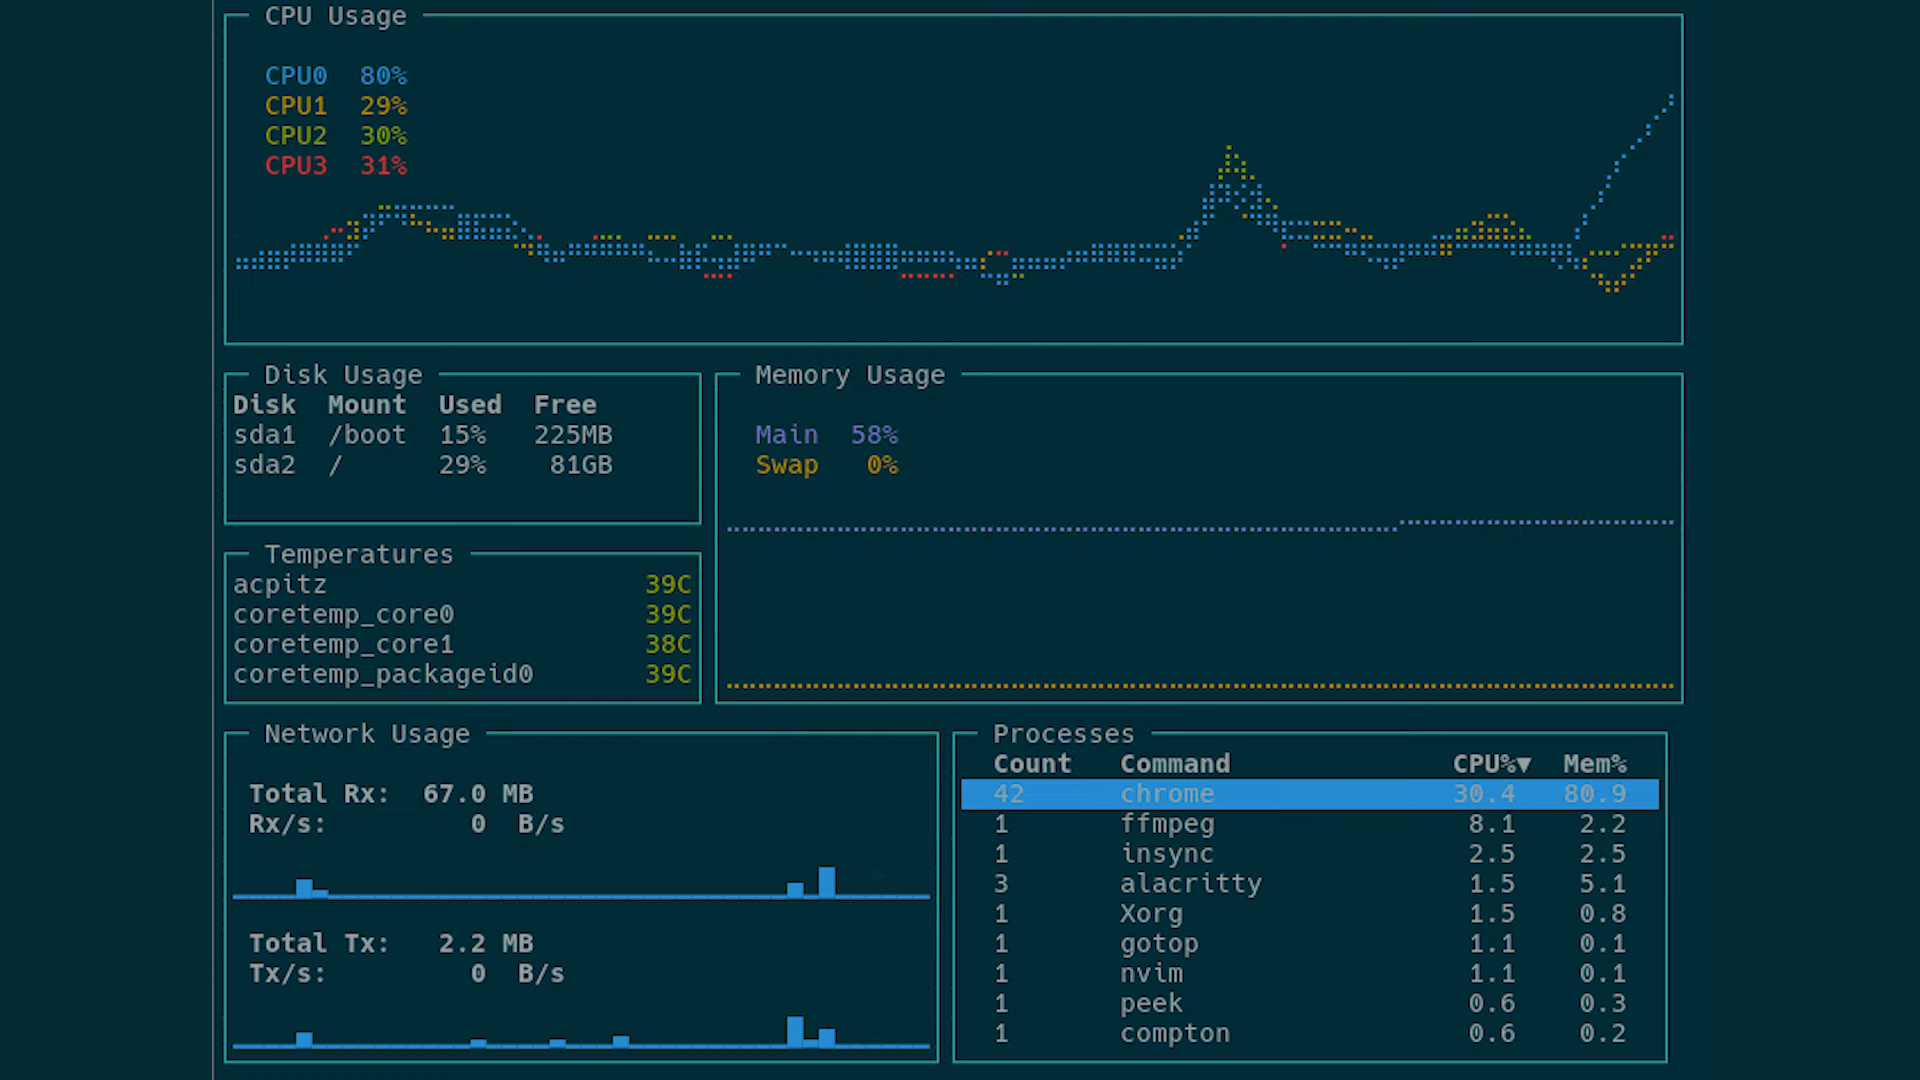 CPU Usage
CPU0 80%
CPU1 29%
CPU2 30%
CPU3 31%
Disk Usage
Disk Mount Used Free
sda1 /boot 15% 225MB
sda2 / 29% 81GB
Memory Usage
Main 58%
Swap 0%
Temperatures
acpitz 39C
coretemp_core0 39C
coretemp_core1 38C
coretemp_packageid0 39C
Network Usage
Total Rx: 67.0 MB
Rx/s: 0 B/s
Total Tx: 2.2 MB
Tx/s: 0 B/s
Processes
Count Command CPU%▼ Mem%
42 chrome 30.4 80.9
1 ffmpeg 8.1 2.2
1 insync 2.5 2.5
3 alacritty 1.5 5.1
1 Xorg 1.5 0.8
1 gotop 1.1 0.1
1 nvim 1.1 0.1
1 peek 0.6 0.3
1 compton 0.6 0.2